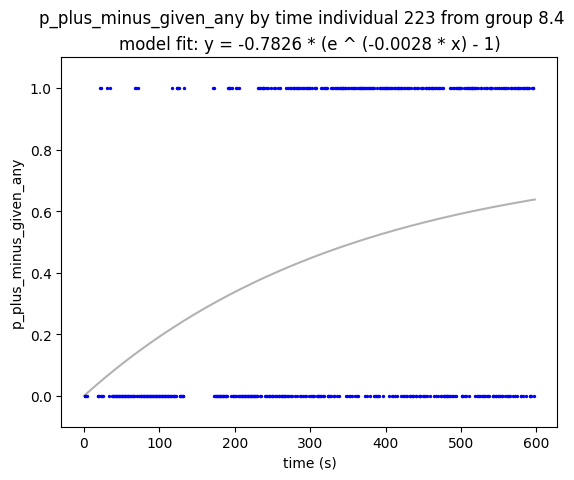 p_plus_minus_given_any by time individual 223 from group 8.4
model fit: y = -0.7826 * (e ^ (-0.0028 * x) - 1)
1.0
0.8
0.6
0.4
0.2
0.0
p_plus_minus_given_any
0 100 200 300 400 500 600
time (s)